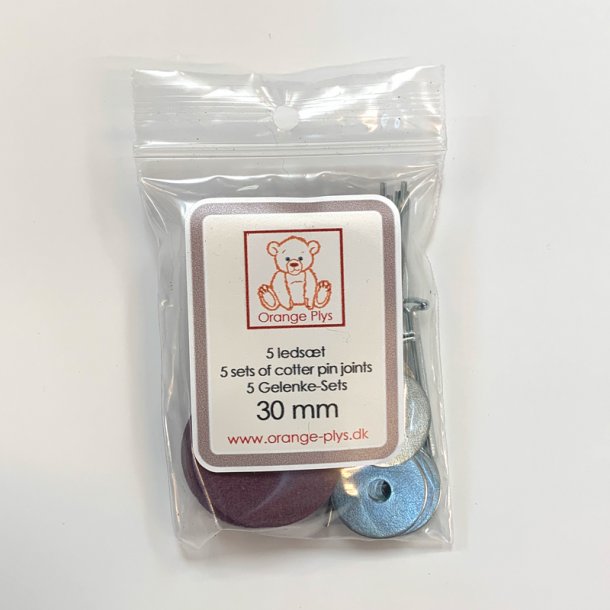 Orange Plys
5 ledsæt
5 sets of cotter pin joints
5 Gelenke-Sets
30 mm
www.orange-plys.dk